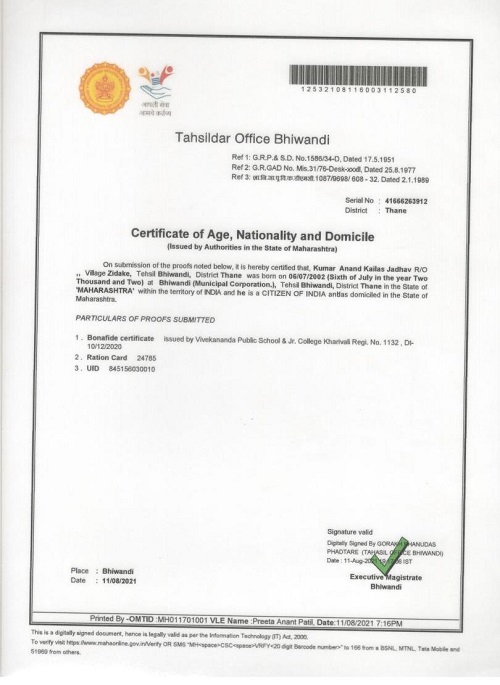 आपली सेवा
आमचे कर्तव्य
12532108116003112580
Tahsildar Office Bhiwandi
Ref 1: G.R.P.& S.D. No.1586/34-D, Dated 17.5.1951
Ref 2: G.R.GAD No. Mis.31/76-Desk-xxxll, Dated 25.8.1977
1087/9698/ 608 - 32. Dated 2.1.1989
Serial No : 41666263912
District : Thane
Certificate of Age, Nationality and Domicile
(Issued by Authorities in the State of Maharashtra)
On submission of the proofs noted below, it is hereby certified that, Kumar Anand Kailas Jadhav R/O
,, Village Zidake, Tehsil Bhiwandi, District Thane was born on 06/07/2002 (Sixth of July in the year Two
Thousand and Two) at Bhiwandi (Municipal Corporation.), Tehsil Bhiwandi, District Thane in the State of
'MAHARASHTRA' within the territory of INDIA and he is a CITIZEN OF INDIA and is domiciled in the State of
Maharashtra.
PARTICULARS OF PROOFS SUBMITTED
1 . Bonafide certificate issued by Vivekananda Public School & Jr. College Kharivali Regi. No. 1132 , Dt-
10/12/2020
2 . Ration Card 24785
3 . UID 845156030010
Signature valid
Digitally Signed By GORAKH BHANUDAS
PHADTARE (TAHASIL OFFICE BHIWANDI)
Date : 11-Aug-2021 IST
Executive Magistrate
Bhiwandi
Place : Bhiwandi
Date : 11/08/2021
Printed By -OMTID :MH011701001 VLE Name :Preeta Anant Patil, Date:11/08/2021 7:16PM
This is a digitally signed document, hence is legally valid as per the Information Technology (IT) Act, 2000.
To verify visit https://www.mahaonline.gov.in/Verify OR SMS "MH<space>CSC<space>VRFY<20 digit Barcode number>" to 166 from a BSNL, MTNL, Tata Mobile and
51969 from others.